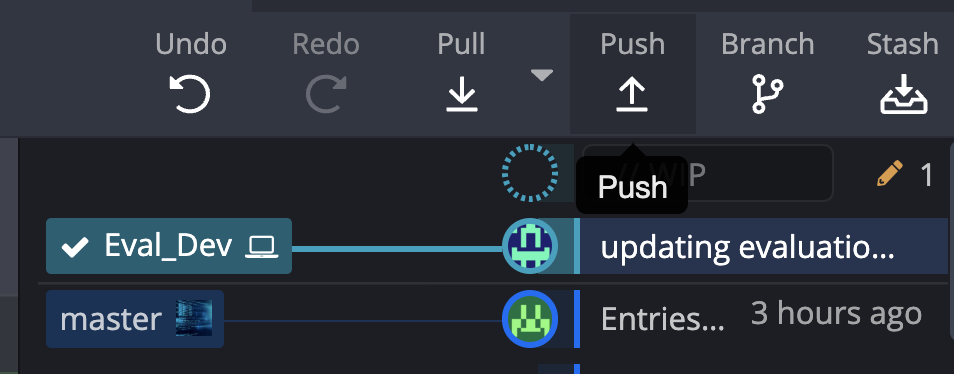 Undo Redo Pull Push Branch Stash
// WIP 1
Push
Eval_Dev updating evaluatio...
master Entries... 3 hours ago